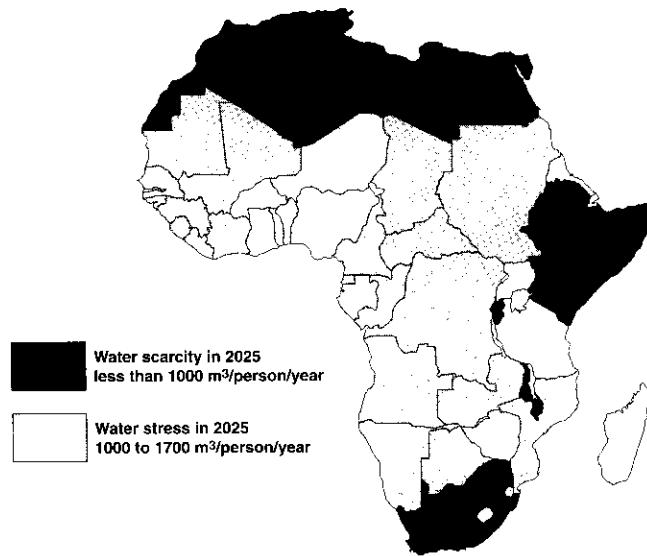 Water scarcity in 2025
less than 1000 m³/person/year
Water stress in 2025
1000 to 1700 m³/person/year